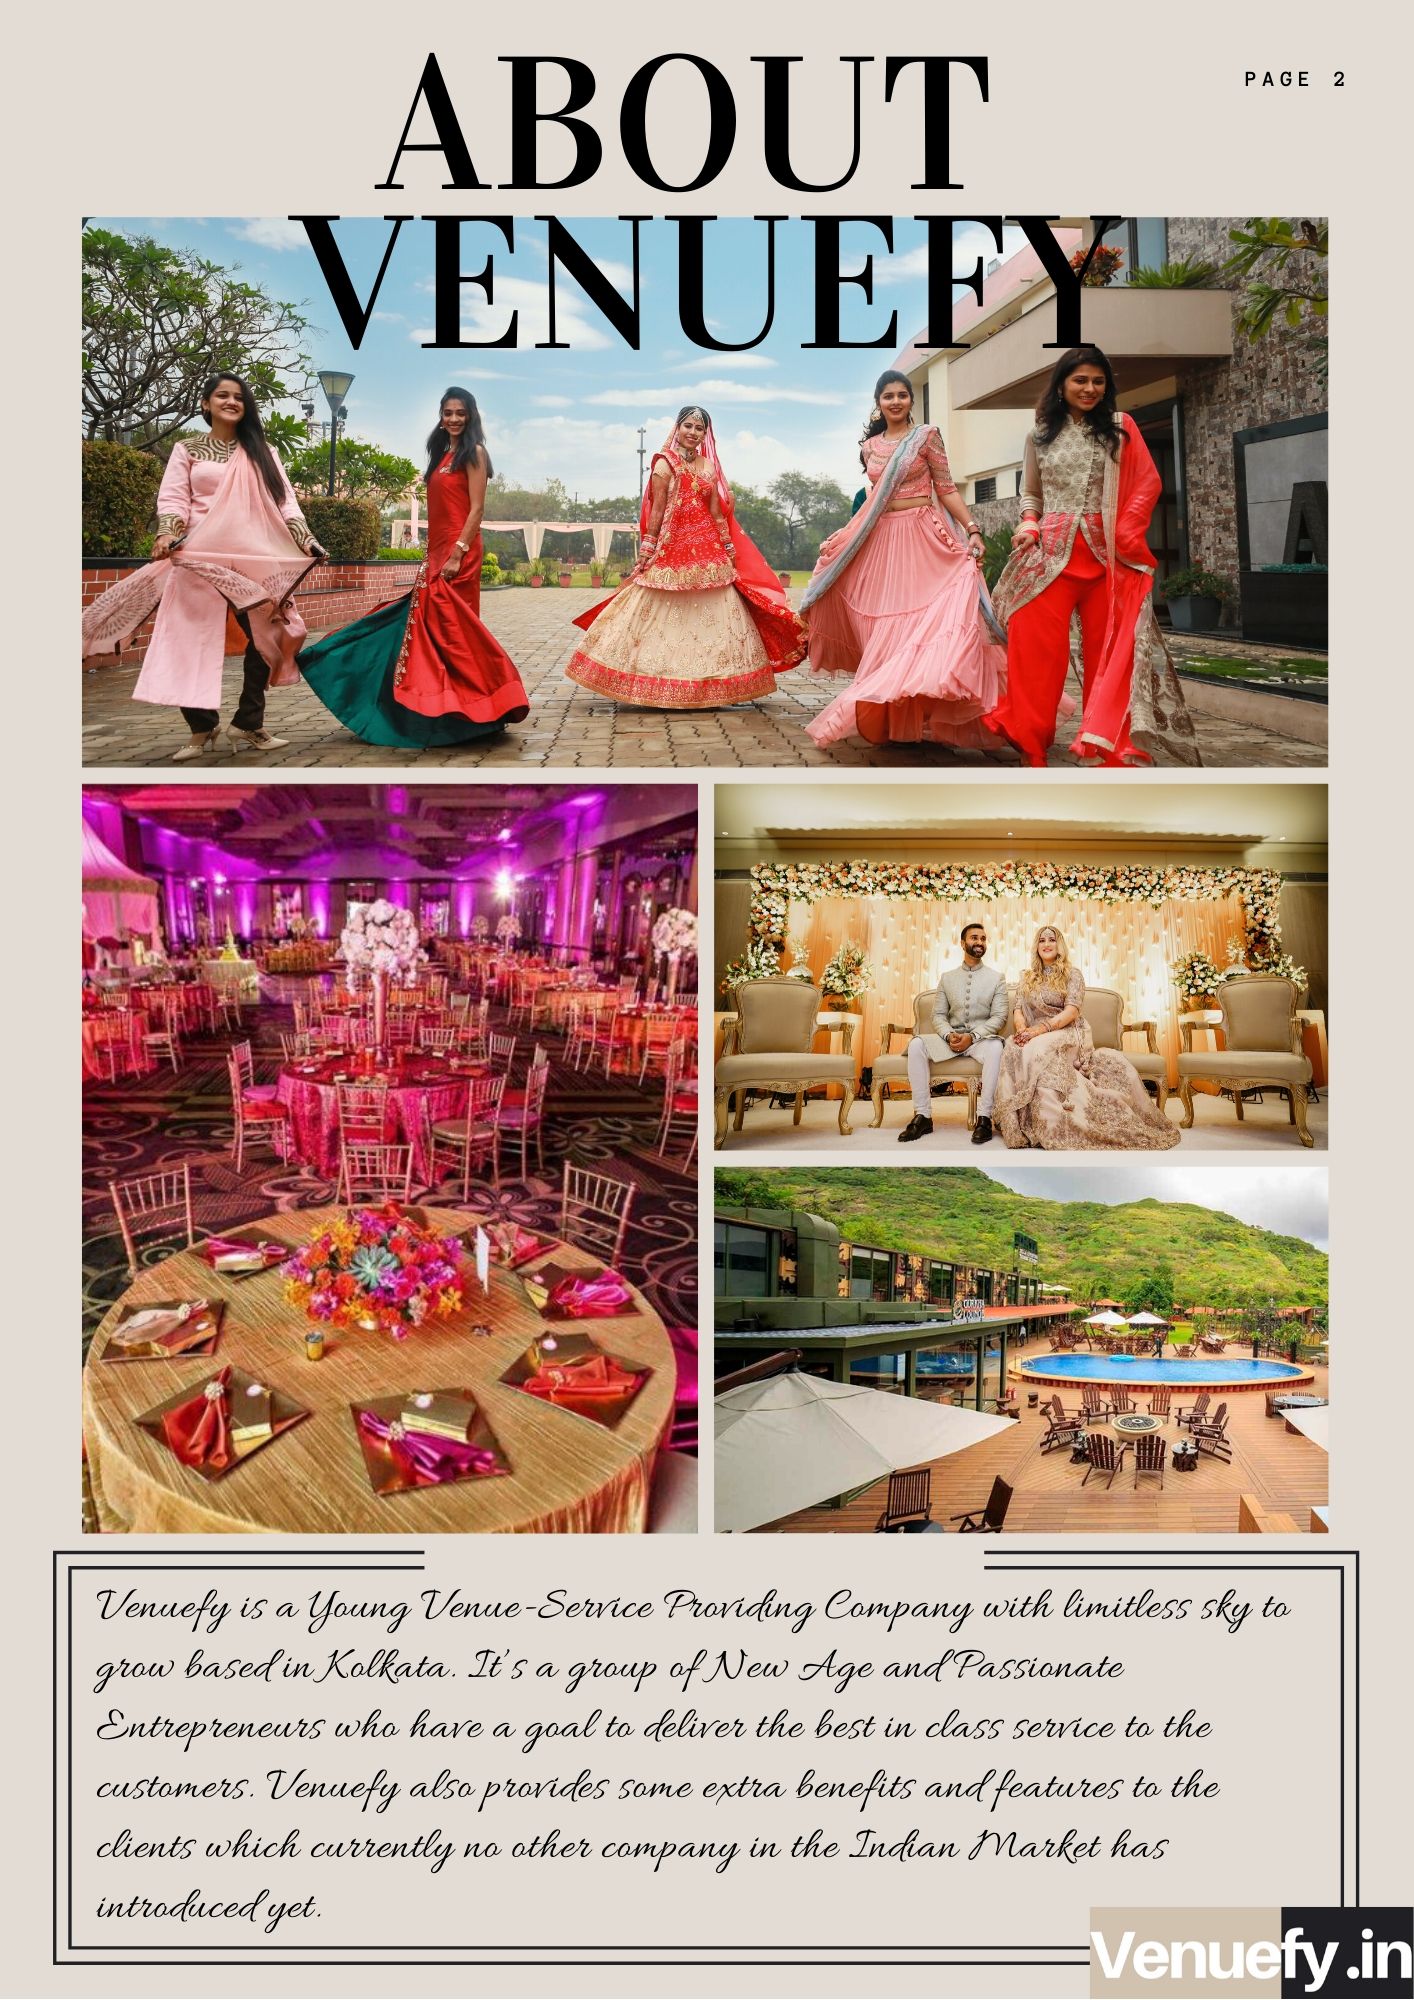 PAGE 2
ABOUT
VENUEFY
A
Venuefy is a Young Venue-Service Providing Company with limitless sky to
grow based in Kolkata. It's a group of New Age and Passionate
Entrepreneurs who have a goal to deliver the best in class service to the
customers. Venuefy also provides some extra benefits and features to the
clients which currently no other company in the Indian Market has
introduced yet.
Venuefy.in